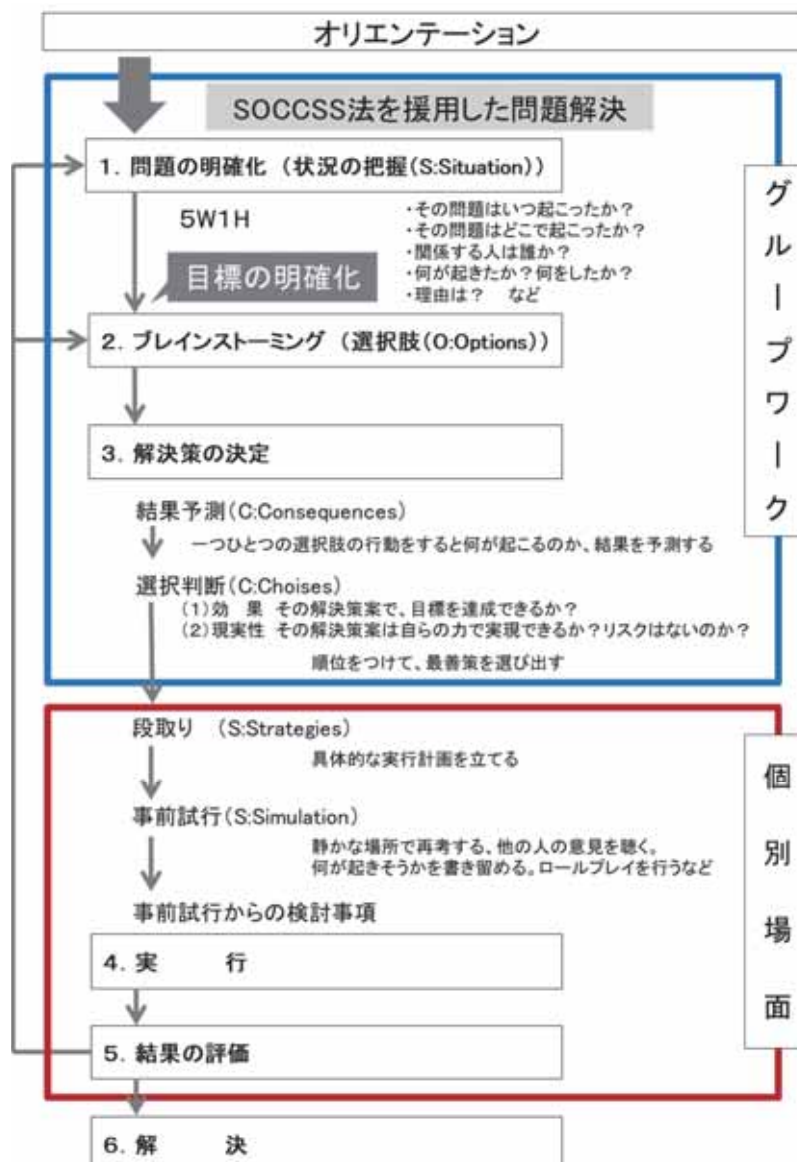 オリエンテーション
SOCCSS法を援用した問題解決
1. 問題の明確化 (状況の把握(S:Situation))
5W1H
・その問題はいつ起こったか?
・その問題はどこで起こったか?
・関係する人は誰か?
・何が起きたか?何をしたか?
・理由は? など
目標の明確化
2. ブレインストーミング (選択肢(O:Options))
3. 解決策の決定
結果予測(C:Consequences)
一つひとつの選択肢の行動をすると何が起こるのか、結果を予測する
選択判断(C:Choises)
(1)効 果 その解決策案で、目標を達成できるか?
(2)現実性 その解決策案は自らの力で実現できるか?リスクはないのか?
順位をつけて、最善策を選び出す
グループワーク
段取り (S:Strategies)
具体的な実行計画を立てる
事前試行(S:Simulation)
静かな場所で再考する、他の人の意見を聴く。
何が起きそうかを書き留める。ロールプレイを行うなど
事前試行からの検討事項
4. 実 行
5. 結果の評価
個別場面
6. 解 決